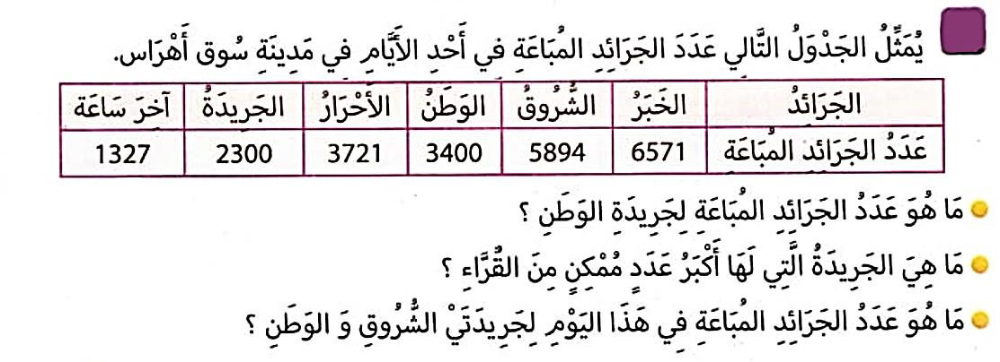 يُمَثِّلُ الجَدْوَلُ التَّالي عَدَدَ الجَرَائِدِ المُبَاعَةِ في أَحْدِ الأَيَّامِ في مَدِينَةِ سُوق أَهْرَاس.
الجَرَائِدُ الخَبَرُ الشُّرُوقُ الوَطَنُ الأَحْرَارُ الجَرِيدَةُ آخرَ سَاعَة
عَدَدُ الجَرَائِدِ المُبَاعَةِ 6571 5894 3400 3721 2300 1327
مَا هُوَ عَدَدُ الجَرَائِدِ المُبَاعَةِ لِجَرِيدَةِ الوَطَنِ ؟
مَا هِيَ الجَرِيدَةُ الَّتِي لَهَا أَكْبَرُ عَدَدٍ مُمْكِنٍ مِنَ القُرَّاءِ ؟
مَا هُوَ عَدَدُ الجَرَائِدِ المُبَاعَةِ فِي هَذَا اليَوْمِ لِجَرِيدَتَيْ الشُّرُوقِ وَ الوَطَنِ ؟